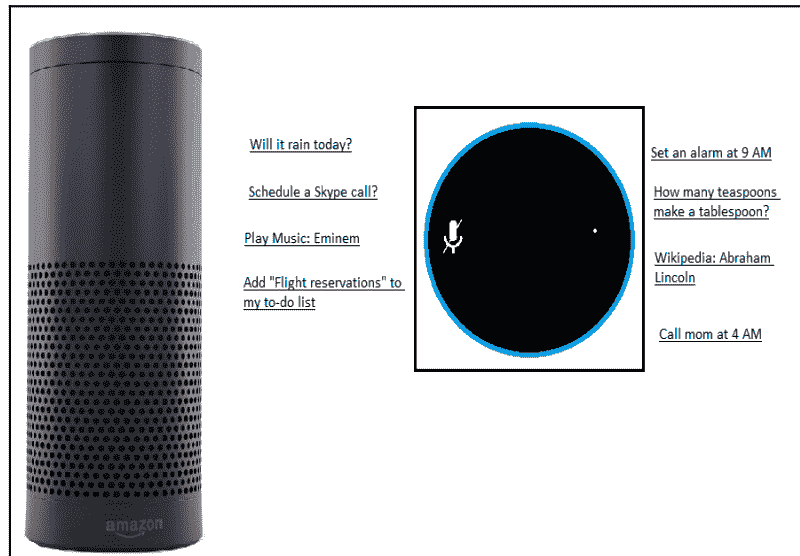 Will it rain today?
Schedule a Skype call?
Play Music: Eminem
Add "Flight reservations" to
my to-do list
Set an alarm at 9 AM
How many teaspoons
make a tablespoon?
Wikipedia: Abraham
Lincoln
Call mom at 4 AM
amazon